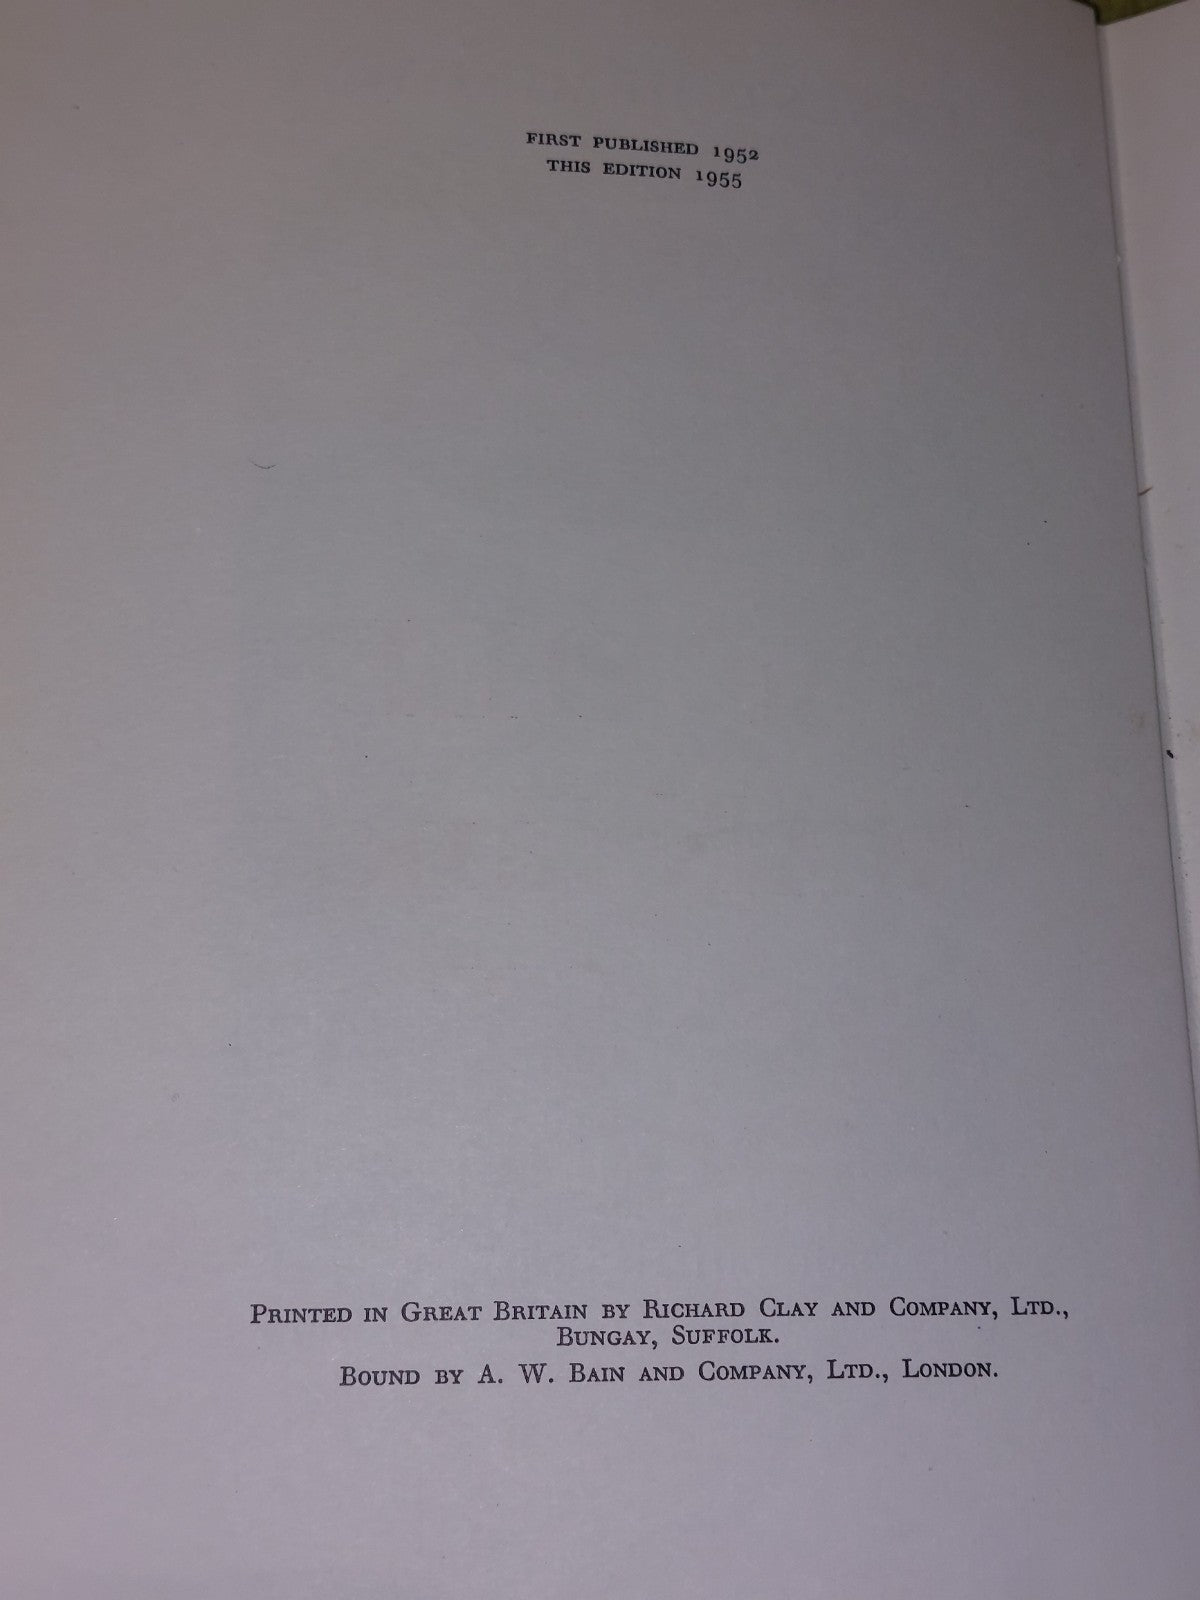 FIRST PUBLISHED 1952
THIS EDITION 1955
PRINTED IN GREAT BRITAIN BY RICHARD CLAY AND COMPANY, LTD.,
BUNGAY, SUFFOLK.
BOUND BY A. W. BAIN AND COMPANY, LTD., LONDON.